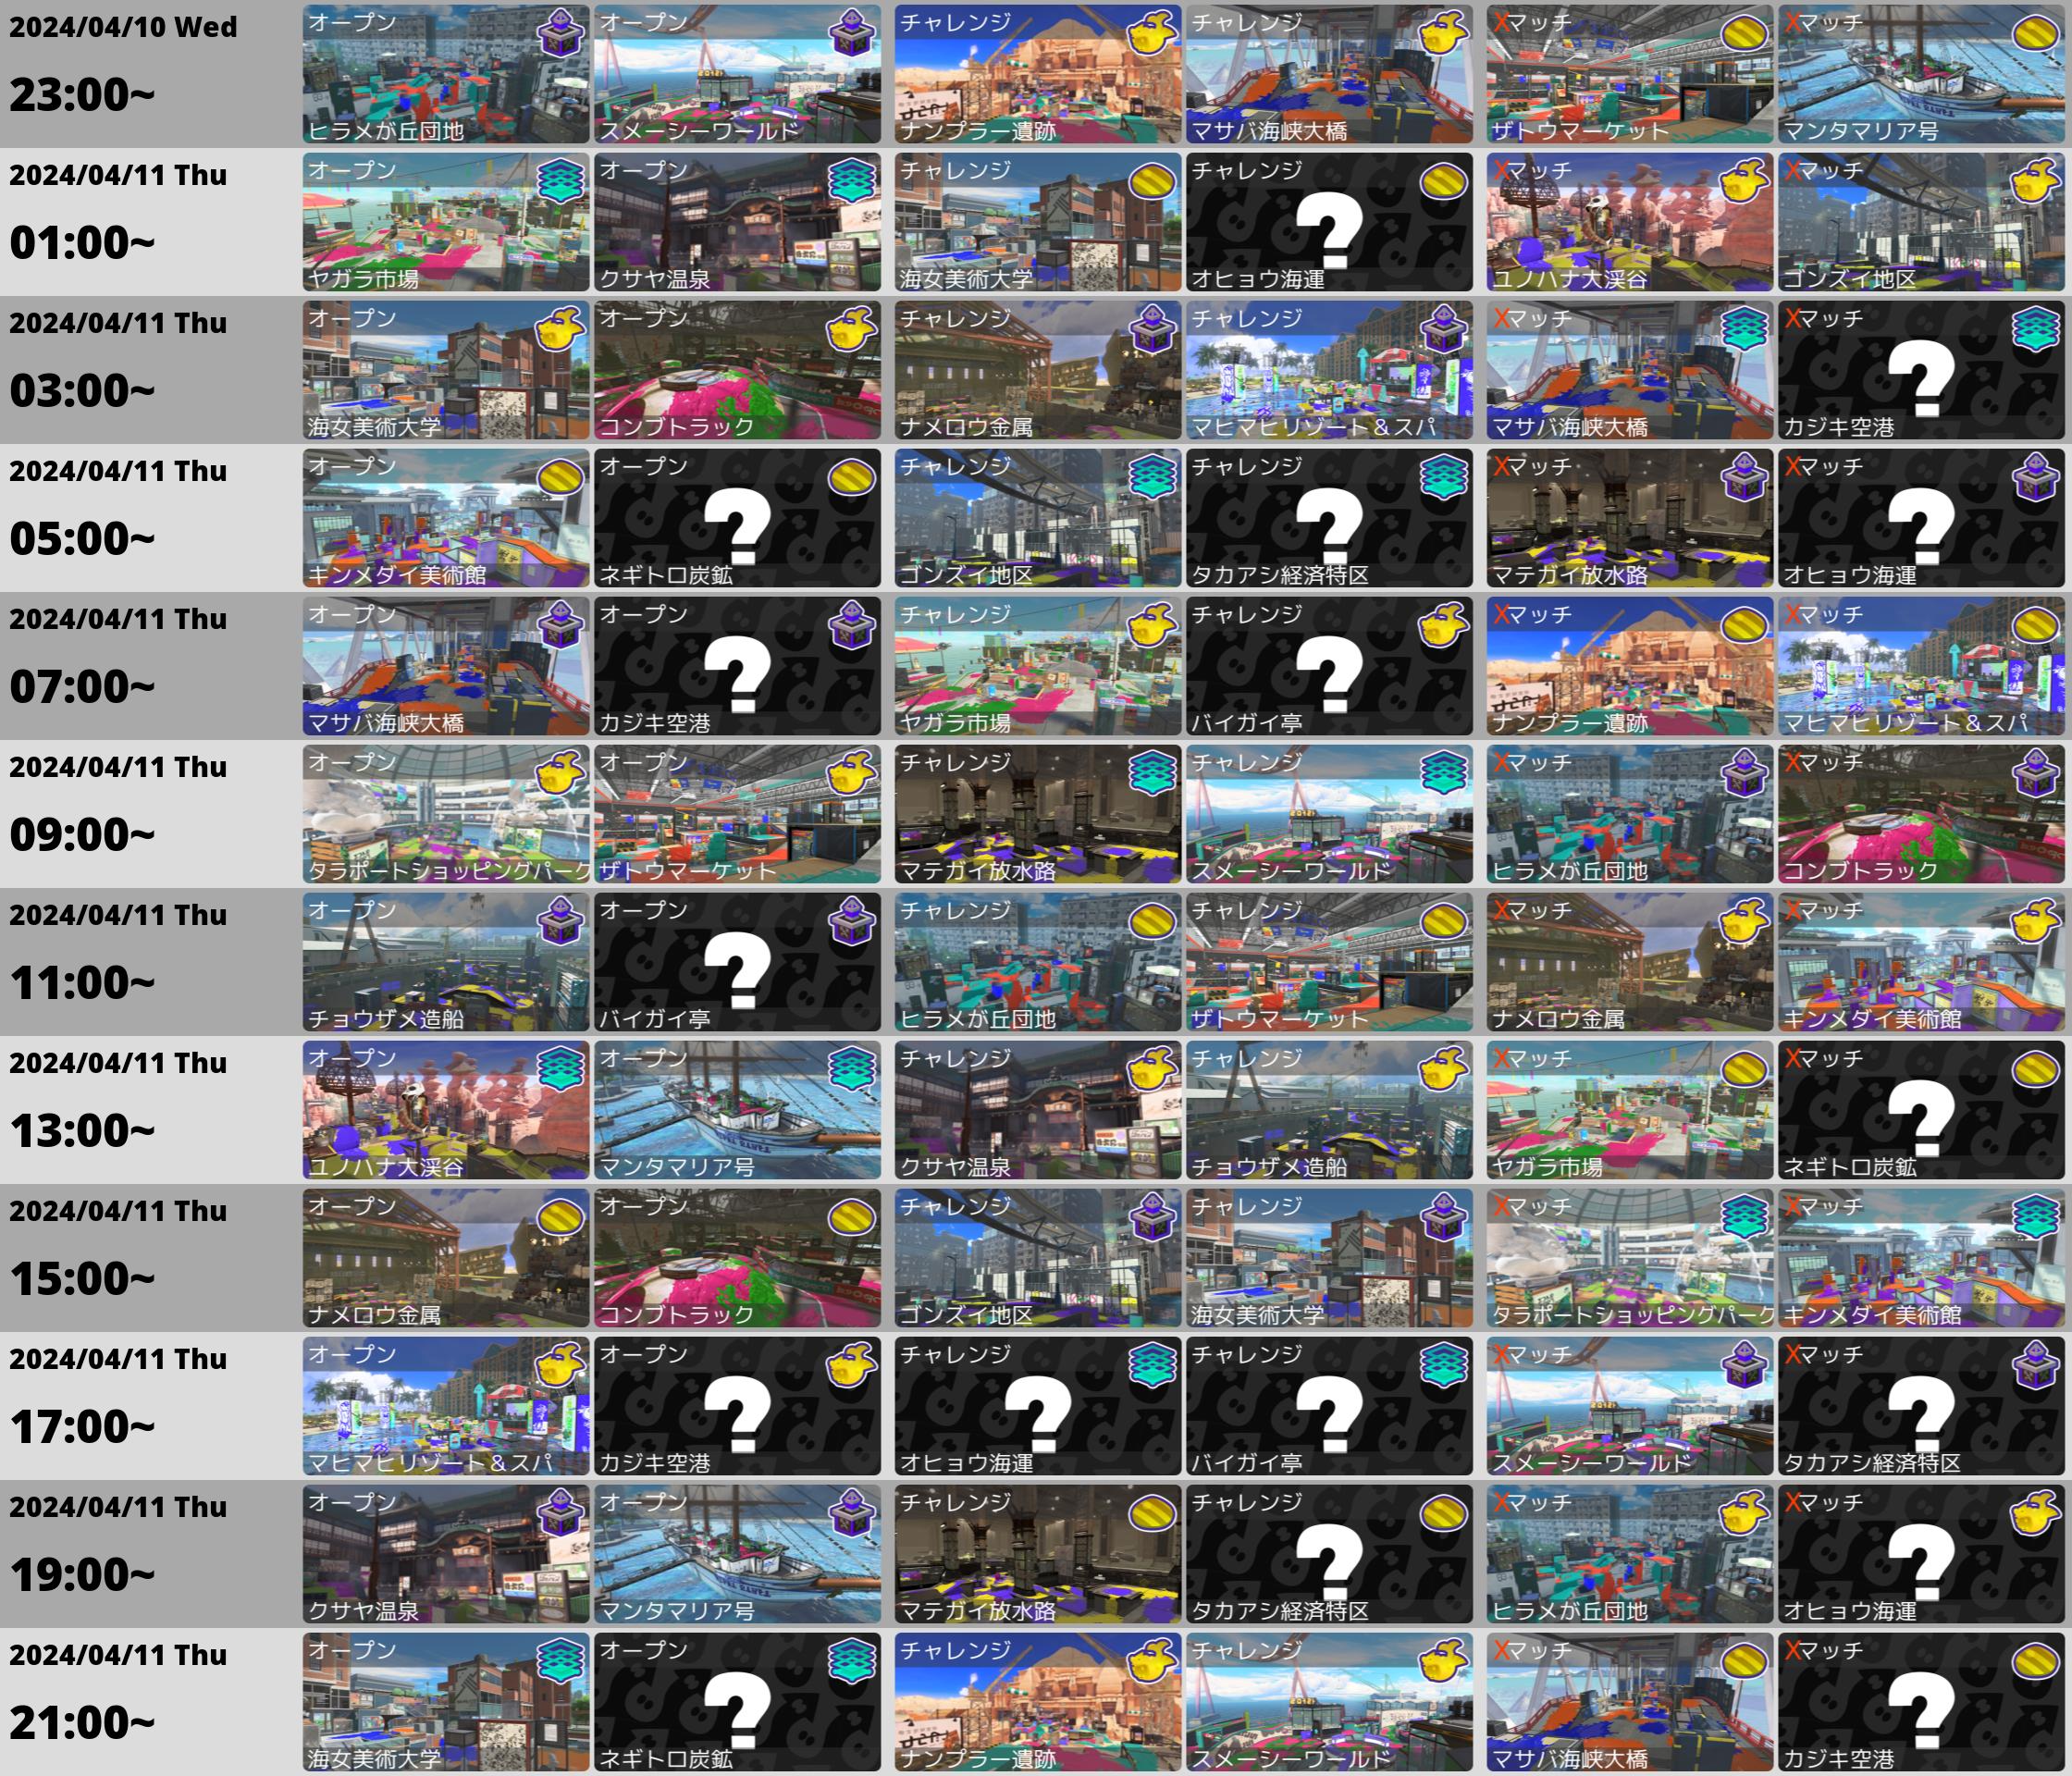 2024/04/10 Wed
23:00~
オープン オープン チャレンジ チャレンジ Xマッチ Xマッチ
ヒラメが丘団地 スメーシーワールド ナンプラー遺跡 マサバ海峡大橋 ザトウマーケット マンタマリア号
2024/04/11 Thu
01:00~
オープン オープン チャレンジ チャレンジ Xマッチ Xマッチ
?
ヤガラ市場 クサヤ温泉 海女美術大学 オヒョウ海運 ユノハナ大渓谷 ゴンズイ地区
2024/04/11 Thu
03:00~
オープン オープン チャレンジ チャレンジ Xマッチ Xマッチ
?
海女美術大学 コンブトラック ナメロウ金属 マヒマヒリゾート&スパ マサバ海峡大橋 カジキ空港
2024/04/11 Thu
05:00~
オープン オープン チャレンジ チャレンジ Xマッチ Xマッチ
? ? ?
キンメダイ美術館 ネギトロ炭鉱 ゴンズイ地区 タカアシ経済特区 マテガイ放水路 オヒョウ海運
2024/04/11 Thu
07:00~
オープン オープン チャレンジ チャレンジ Xマッチ Xマッチ
? ?
マサバ海峡大橋 カジキ空港 ヤガラ市場 バイガイ亭 ナンプラー遺跡 マヒマヒリゾート&スパ
2024/04/11 Thu
09:00~
オープン オープン チャレンジ チャレンジ Xマッチ Xマッチ
タラポートショッピングパーク ザトウマーケット マテガイ放水路 スメーシーワールド ヒラメが丘団地 コンブトラック
2024/04/11 Thu
11:00~
オープン オープン チャレンジ チャレンジ Xマッチ Xマッチ
?
チョウザメ造船 バイガイ亭 ヒラメが丘団地 ザトウマーケット ナメロウ金属 キンメダイ美術館
2024/04/11 Thu
13:00~
オープン オープン チャレンジ チャレンジ Xマッチ Xマッチ
?
ユノハナ大渓谷 マンタマリア号 クサヤ温泉 チョウザメ造船 ヤガラ市場 ネギトロ炭鉱
2024/04/11 Thu
15:00~
オープン オープン チャレンジ チャレンジ Xマッチ Xマッチ
ナメロウ金属 コンブトラック ゴンズイ地区 海女美術大学 タラポートショッピングパーク キンメダイ美術館
2024/04/11 Thu
17:00~
オープン オープン チャレンジ チャレンジ Xマッチ Xマッチ
? ? ? ?
マヒマヒリゾート&スパ カジキ空港 オヒョウ海運 バイガイ亭 スメーシーワールド タカアシ経済特区
2024/04/11 Thu
19:00~
オープン オープン チャレンジ チャレンジ Xマッチ Xマッチ
? ?
クサヤ温泉 マンタマリア号 マテガイ放水路 タカアシ経済特区 ヒラメが丘団地 オヒョウ海運
2024/04/11 Thu
21:00~
オープン オープン チャレンジ チャレンジ Xマッチ Xマッチ
? ?
海女美術大学 ネギトロ炭鉱 ナンプラー遺跡 スメーシーワールド マサバ海峡大橋 カジキ空港